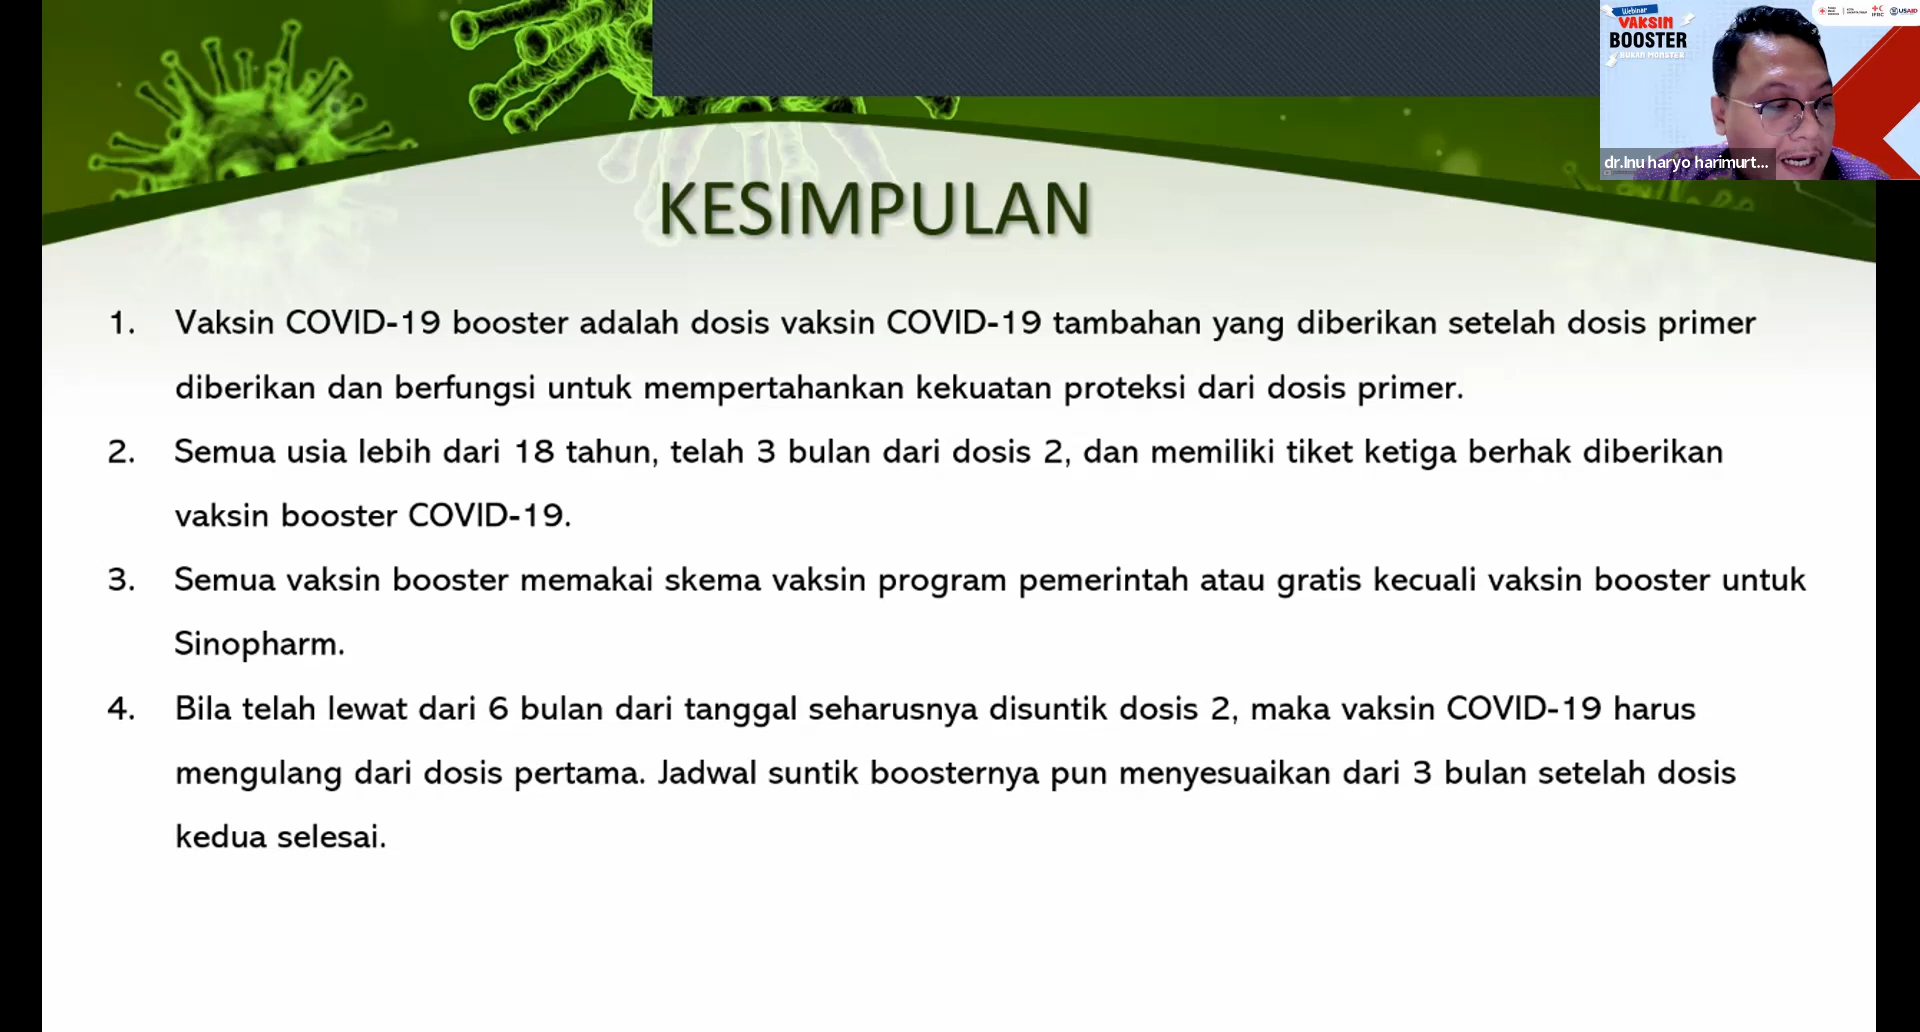 Webinar
VAKSIN
BOOSTER
BUKAN MONSTER
IFRC
USAID
dr.Inu haryo harimurt...
KESIMPULAN
1. Vaksin COVID-19 booster adalah dosis vaksin COVID-19 tambahan yang diberikan setelah dosis primer
diberikan dan berfungsi untuk mempertahankan kekuatan proteksi dari dosis primer.
2. Semua usia lebih dari 18 tahun, telah 3 bulan dari dosis 2, dan memiliki tiket ketiga berhak diberikan
vaksin booster COVID-19.
3. Semua vaksin booster memakai skema vaksin program pemerintah atau gratis kecuali vaksin booster untuk
Sinopharm.
4. Bila telah lewat dari 6 bulan dari tanggal seharusnya disuntik dosis 2, maka vaksin COVID-19 harus
mengulang dari dosis pertama. Jadwal suntik boosternya pun menyesuaikan dari 3 bulan setelah dosis
kedua selesai.